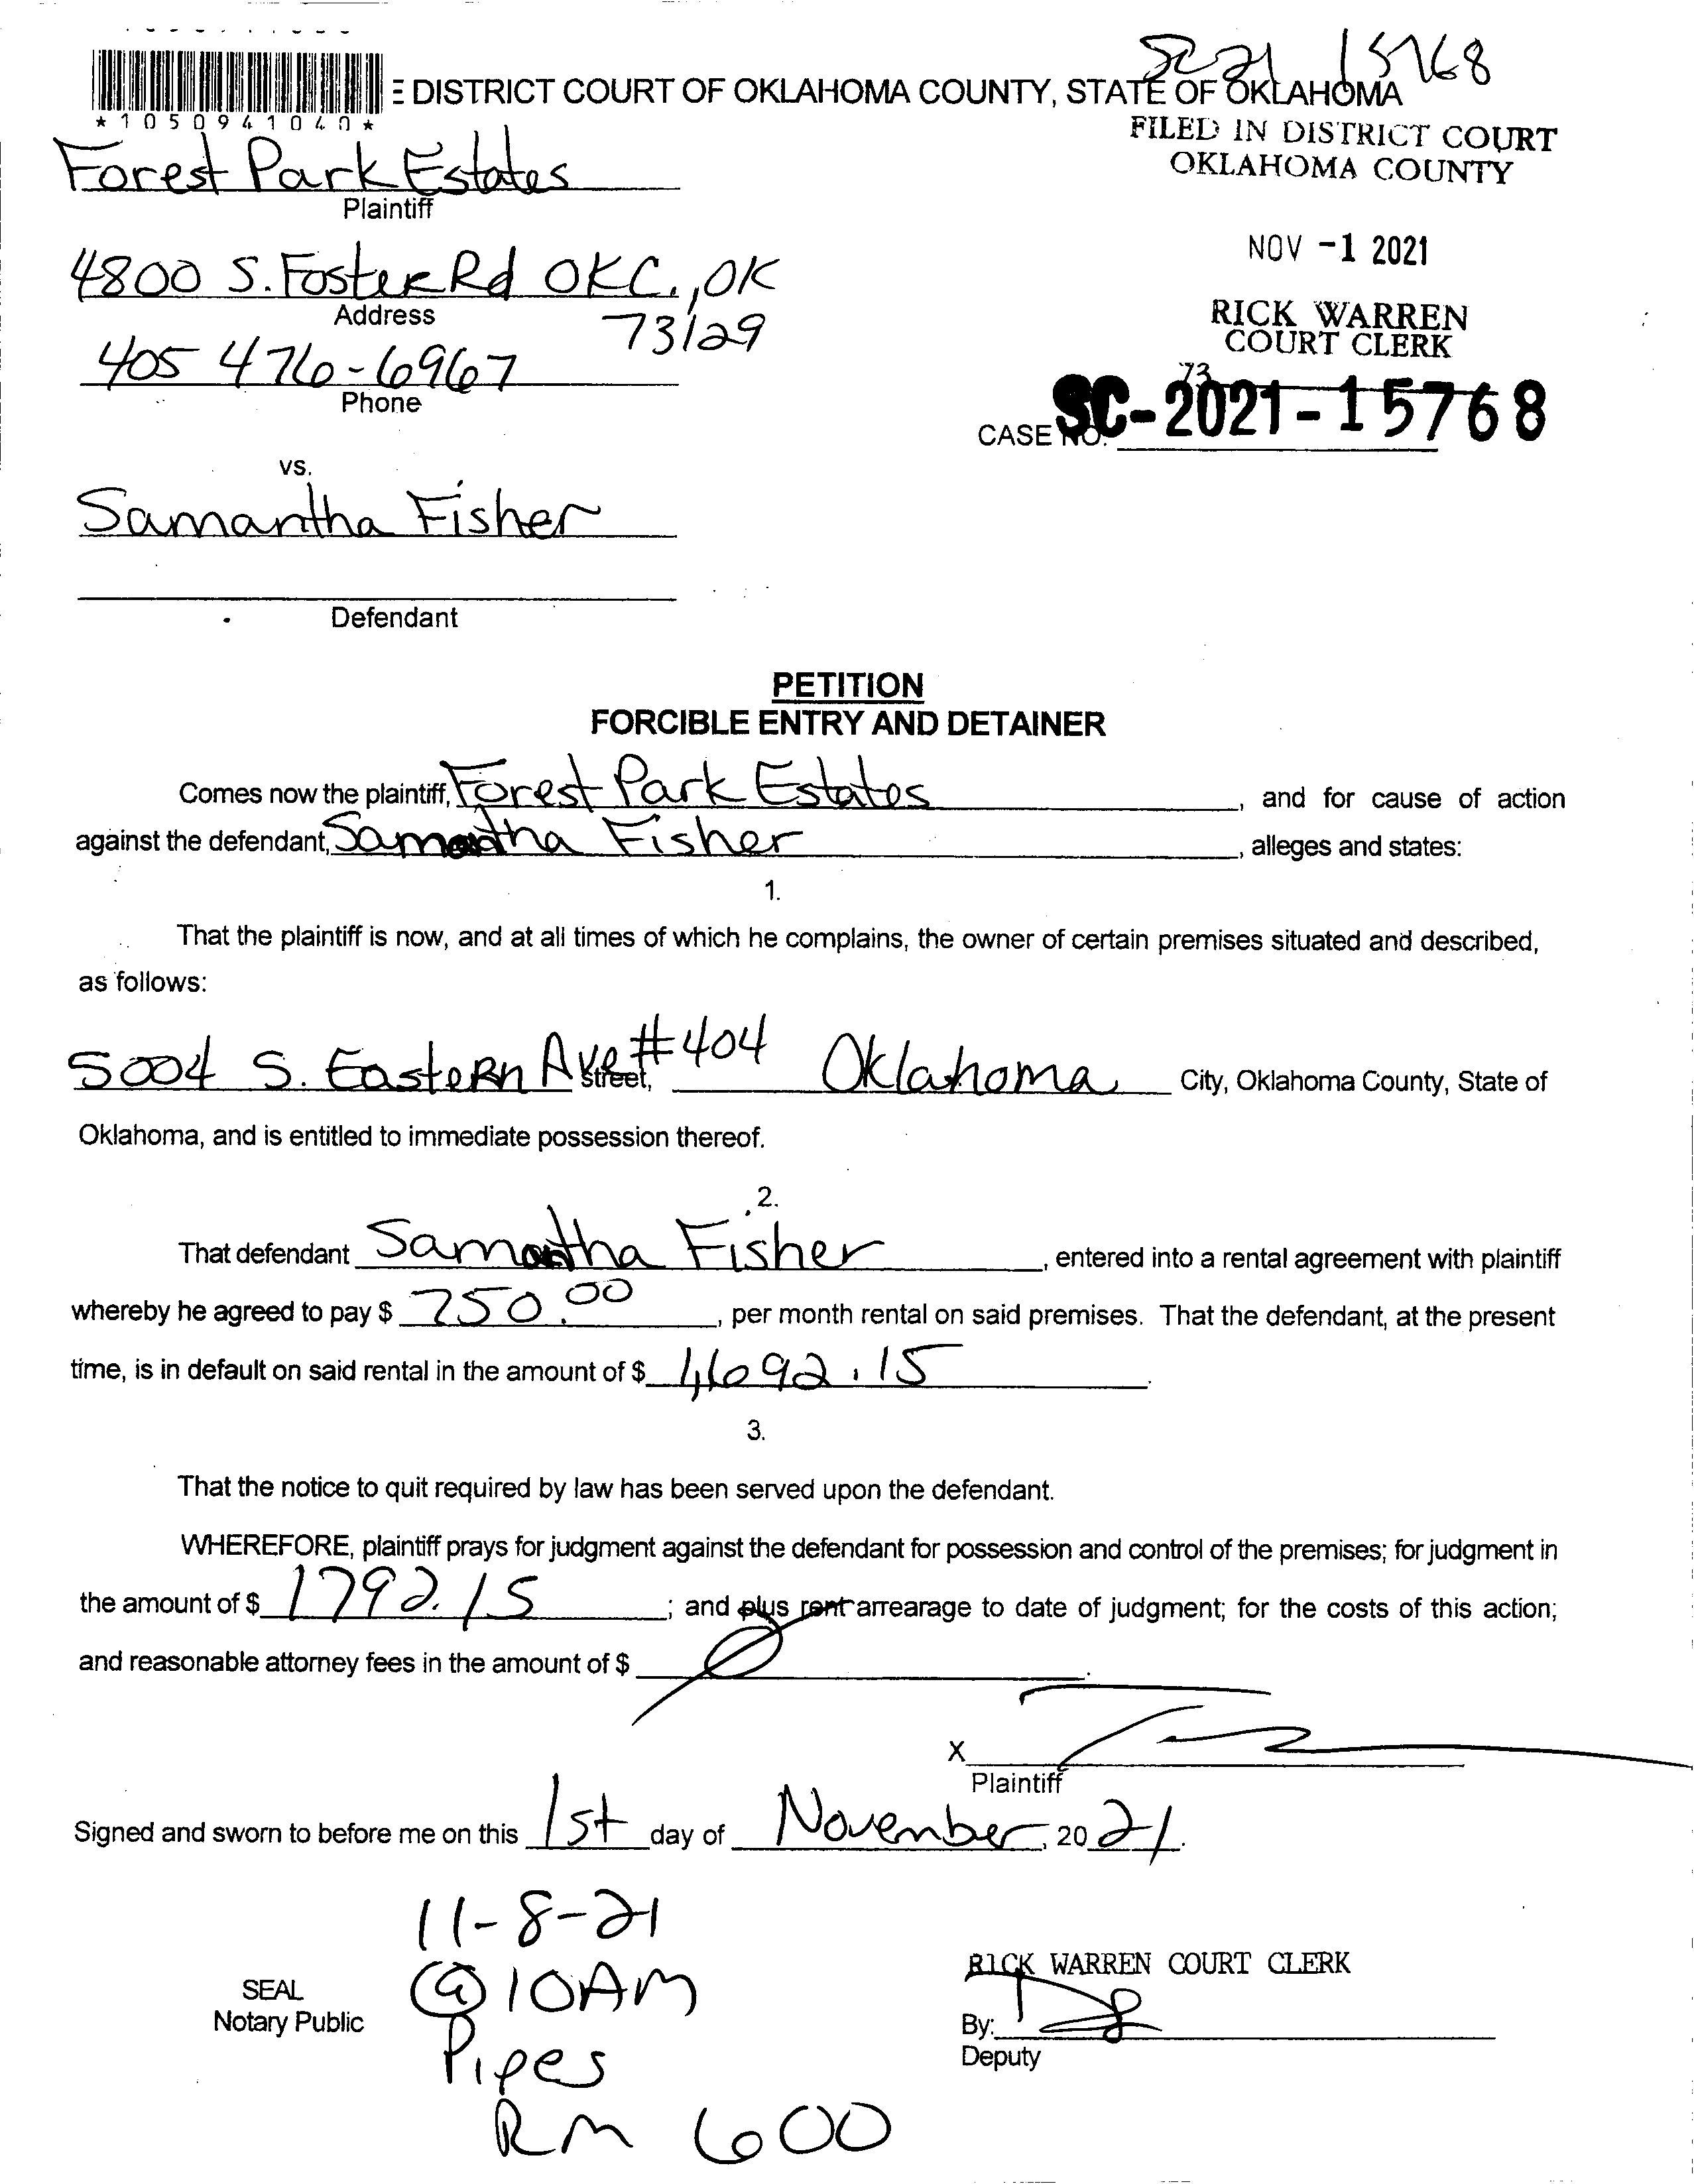 SC 21 15768
*1050941040*
E DISTRICT COURT OF OKLAHOMA COUNTY, STATE OF OKLAHOMA
FILED IN DISTRICT COURT
OKLAHOMA COUNTY
Forest Park Estates
Plaintiff
NOV -1 2021
4800 S. Foster Rd OKC., OK
Address
73129
RICK WARREN
COURT CLERK
405 476-6967
Phone
73
CASE NO. SC-2021-15768
vs.
Samantha Fisher
Defendant
PETITION
FORCIBLE ENTRY AND DETAINER
Comes now the plaintiff, Forest Park Estates, and for cause of action
against the defendant, Samantha Fisher, alleges and states:
1.
That the plaintiff is now, and at all times of which he complains, the owner of certain premises situated and described,
as follows:
5004 S. Eastern Ave #404 Street, Oklahoma City, Oklahoma County, State of
Oklahoma, and is entitled to immediate possession thereof.
2.
That defendant Samantha Fisher, entered into a rental agreement with plaintiff
whereby he agreed to pay $ 750.00, per month rental on said premises. That the defendant, at the present
time, is in default on said rental in the amount of $ 1,692.15.
3.
That the notice to quit required by law has been served upon the defendant.
WHEREFORE, plaintiff prays for judgment against the defendant for possession and control of the premises; for judgment in
the amount of $ 1792.15; and plus rent arrearage to date of judgment; for the costs of this action;
and reasonable attorney fees in the amount of $ 0.
X
Plaintiff
Signed and sworn to before me on this 1st day of November, 2021.
11-8-21
@ 10AM
Pipes
RM 600
SEAL
Notary Public
RICK WARREN COURT CLERK
By:
Deputy